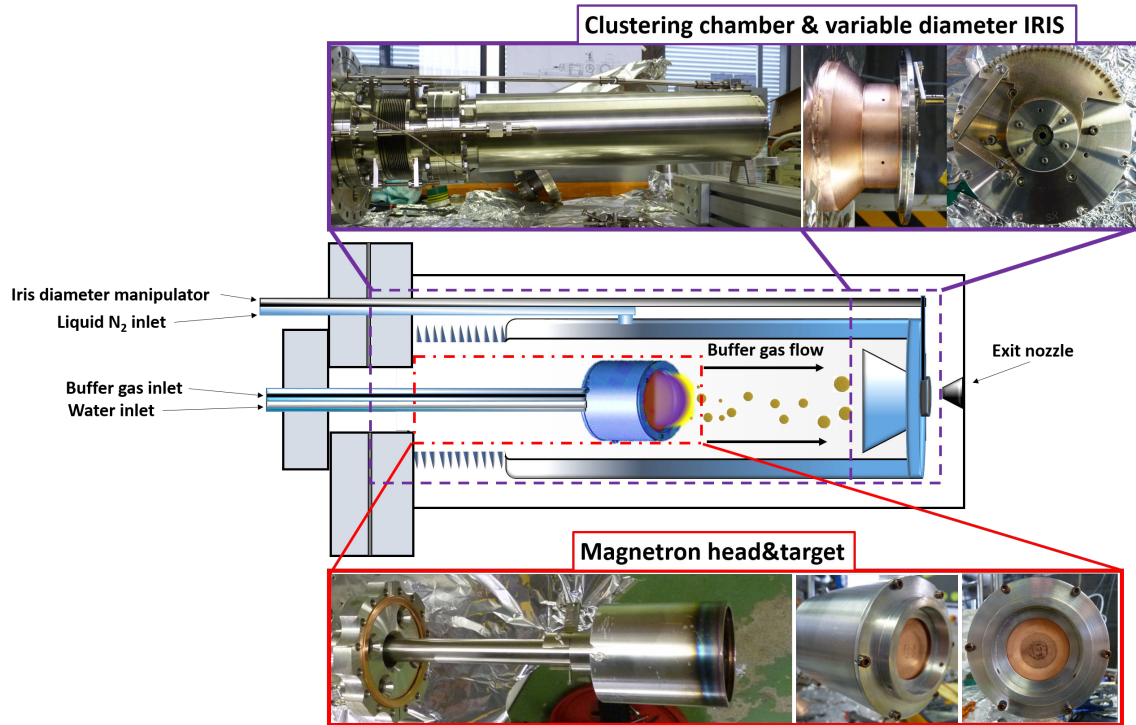 Clustering chamber & variable diameter IRIS
Iris diameter manipulator
Liquid N₂ inlet
Buffer gas flow
Exit nozzle
Buffer gas inlet
Water inlet
Magnetron head&target